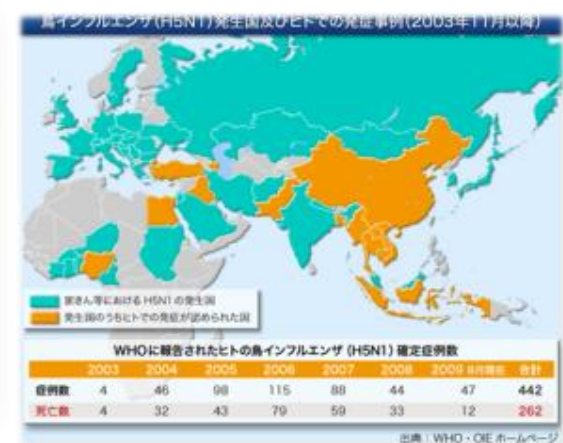 鳥インフルエンザ(H5N1)発生国及びヒトでの発症事例(2003年11月以降)
家きん等におけるH5N1の発生国
発生国のうちヒトでの発症が認められた国
WHOに報告されたヒトの鳥インフルエンザ(H5N1)確定症例数
2003 2004 2005 2006 2007 2008 2009 8月現在 合計
症例数 4 46 98 115 88 44 47 442
死亡数 4 32 43 79 59 33 12 262
出典:WHO・OIE ホームページ